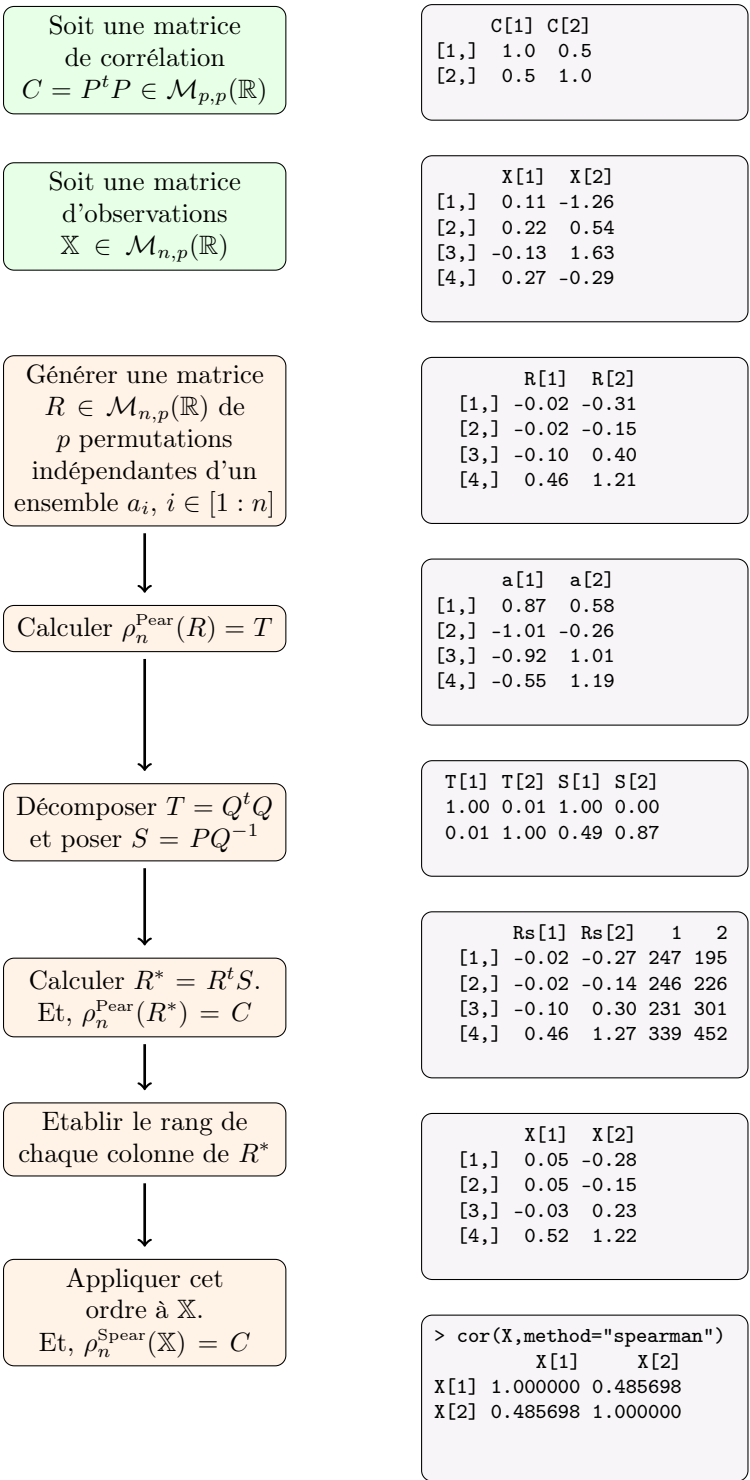 Soit une matrice
de corrélation
C = PᵗP ∈ ℳp,p(ℝ)
C[1] C[2]
[1,] 1.0 0.5
[2,] 0.5 1.0
Soit une matrice
d'observations
𝕏 ∈ ℳn,p(ℝ)
X[1] X[2]
[1,] 0.11 -1.26
[2,] 0.22 0.54
[3,] -0.13 1.63
[4,] 0.27 -0.29
Générer une matrice
R ∈ ℳn,p(ℝ) de
p permutations
indépendantes d'un
ensemble aᵢ, i ∈ [1 : n]
R[1] R[2]
[1,] -0.02 -0.31
[2,] -0.02 -0.15
[3,] -0.10 0.40
[4,] 0.46 1.21
Calculer ρₙᴾᵉᵃʳ(R) = T
a[1] a[2]
[1,] 0.87 0.58
[2,] -1.01 -0.26
[3,] -0.92 1.01
[4,] -0.55 1.19
Décomposer T = QᵗQ
et poser S = PQ⁻¹
T[1] T[2] S[1] S[2]
1.00 0.01 1.00 0.00
0.01 1.00 0.49 0.87
Calculer R* = RᵗS.
Et, ρₙᴾᵉᵃʳ(R*) = C
Rs[1] Rs[2] 1 2
[1,] -0.02 -0.27 247 195
[2,] -0.02 -0.14 246 226
[3,] -0.10 0.30 231 301
[4,] 0.46 1.27 339 452
Etablir le rang de
chaque colonne de R*
X[1] X[2]
[1,] 0.05 -0.28
[2,] 0.05 -0.15
[3,] -0.03 0.23
[4,] 0.52 1.22
Appliquer cet
ordre à 𝕏.
Et, ρₙˢᵖᵉᵃʳ(𝕏) = C
> cor(X,method="spearman")
X[1] X[2]
X[1] 1.000000 0.485698
X[2] 0.485698 1.000000